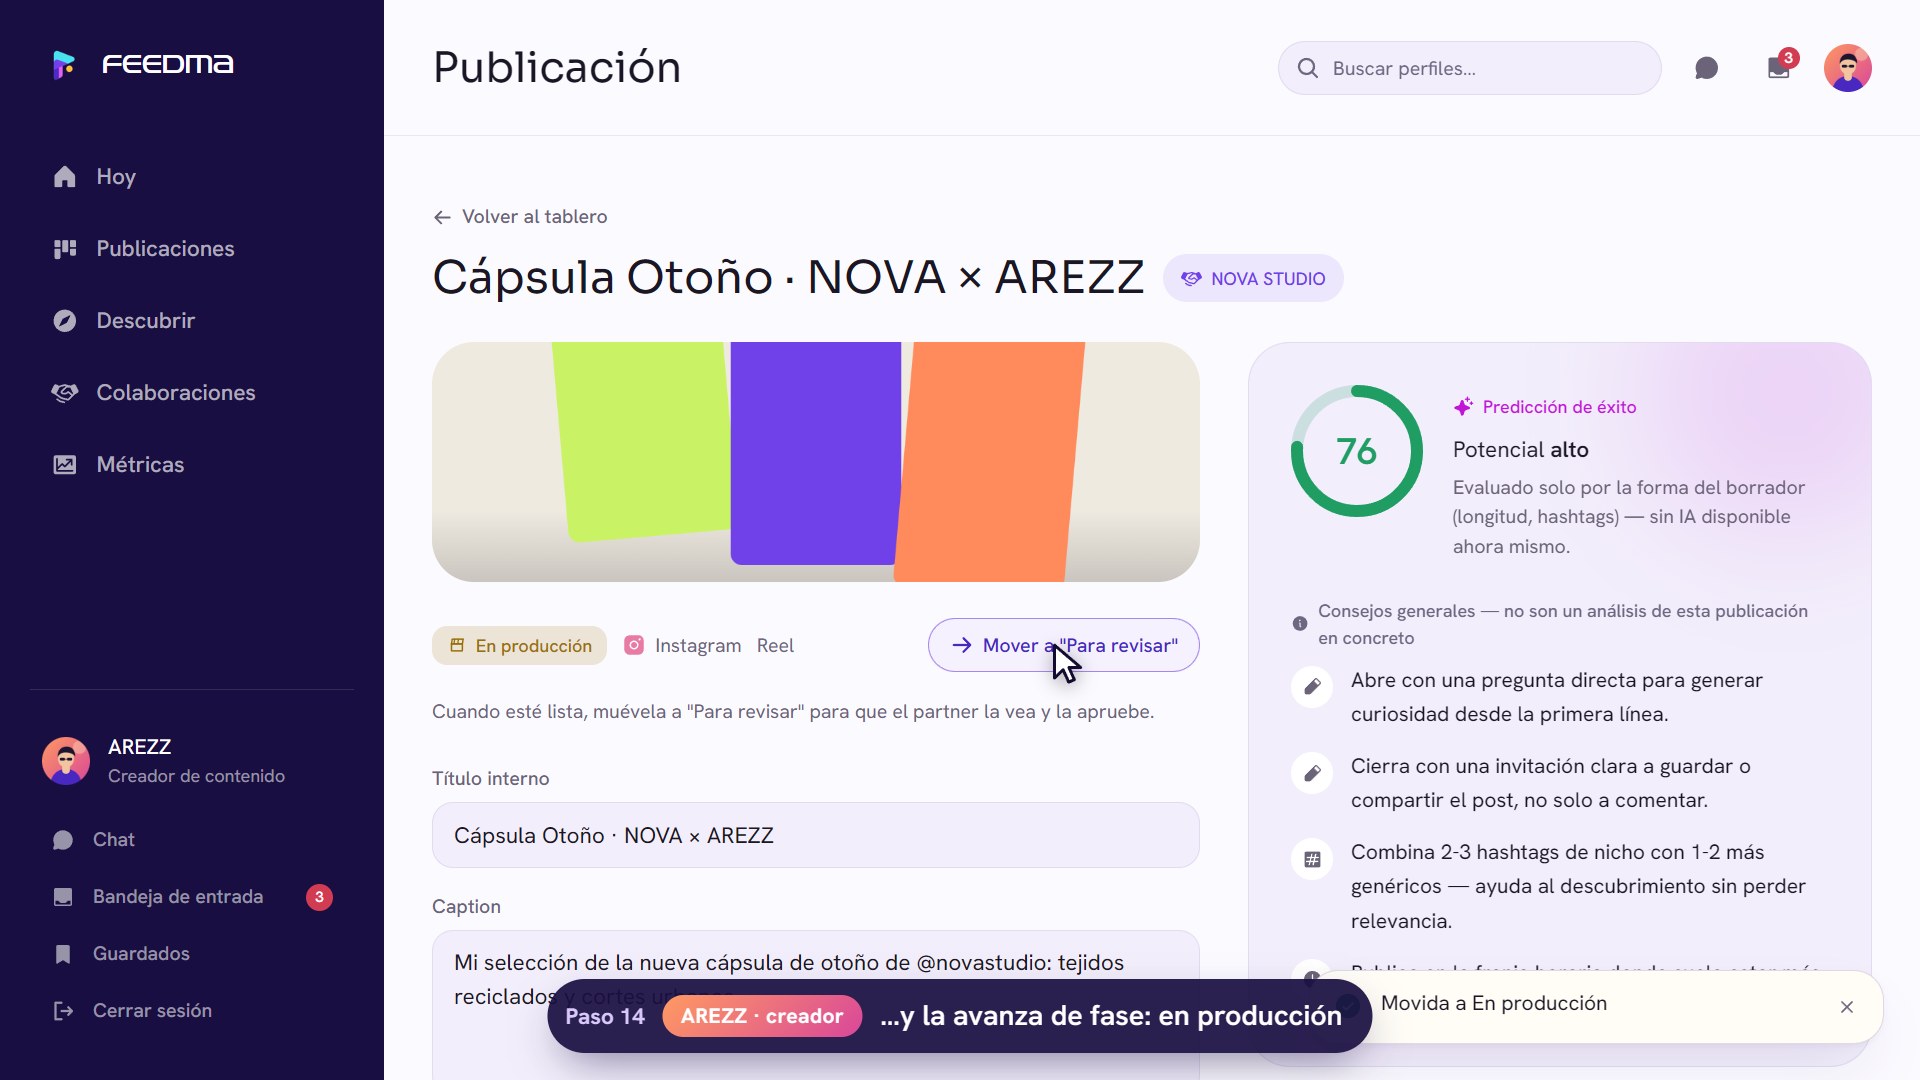 FEEDMA
Hoy
Publicaciones
Descubrir
Colaboraciones
Métricas
AREZZ
Creador de contenido
Chat
Bandeja de entrada 3
Guardados
Cerrar sesión
Publicación
Buscar perfiles...
3
Volver al tablero
Cápsula Otoño · NOVA × AREZZ
NOVA STUDIO
En producción
Instagram Reel
Mover a "Para revisar"
Cuando esté lista, muévela a "Para revisar" para que el partner la vea y la apruebe.
Título interno
Cápsula Otoño · NOVA × AREZZ
Caption
Mi selección de la nueva cápsula de otoño de @novastudio: tejidos
reciclados y cortes
76
Predicción de éxito
Potencial alto
Evaluado solo por la forma del borrador
(longitud, hashtags) — sin IA disponible
ahora mismo.
Consejos generales — no son un análisis de esta publicación
en concreto
Abre con una pregunta directa para generar
curiosidad desde la primera línea.
Cierra con una invitación clara a guardar o
compartir el post, no solo a comentar.
Combina 2-3 hashtags de nicho con 1-2 más
genéricos — ayuda al descubrimiento sin perder
relevancia.
Movida a En producción
Paso 14
AREZZ · creador
...y la avanza de fase: en producción